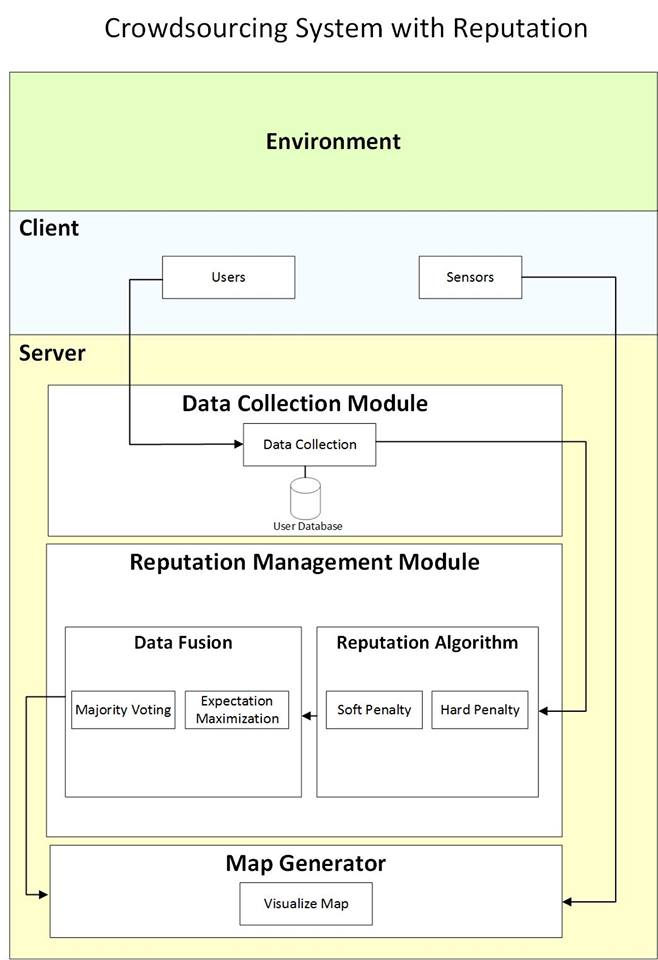 Crowdsourcing System with Reputation
Environment
Client
Users
Sensors
Server
Data Collection Module
Data Collection
User Database
Reputation Management Module
Data Fusion
Majority Voting
Expectation
Maximization
Reputation Algorithm
Soft Penalty
Hard Penalty
Map Generator
Visualize Map